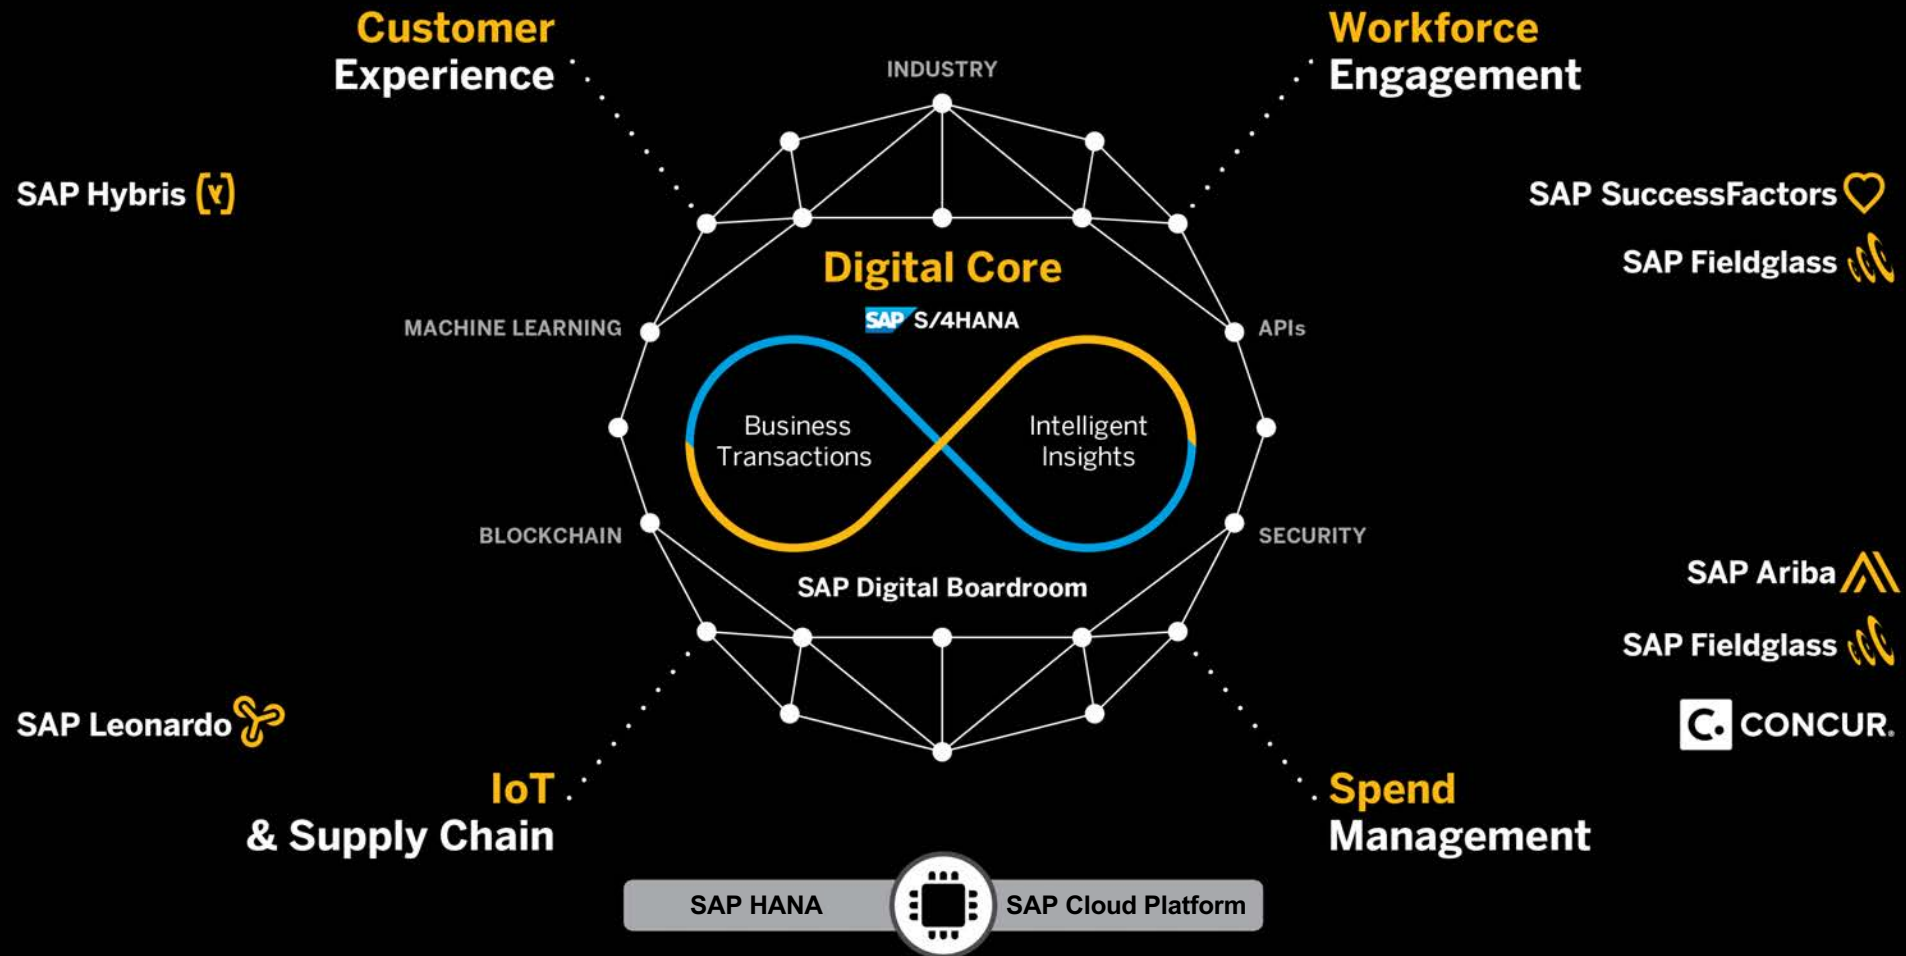 Customer
Experience
Workforce
Engagement
INDUSTRY
SAP Hybris
SAP SuccessFactors
SAP Fieldglass
Digital Core
SAP S/4HANA
MACHINE LEARNING
APIs
Business
Transactions
Intelligent
Insights
BLOCKCHAIN
SECURITY
SAP Digital Boardroom
SAP Ariba
SAP Fieldglass
C. CONCUR.
SAP Leonardo
IoT
& Supply Chain
Spend
Management
SAP HANA
SAP Cloud Platform